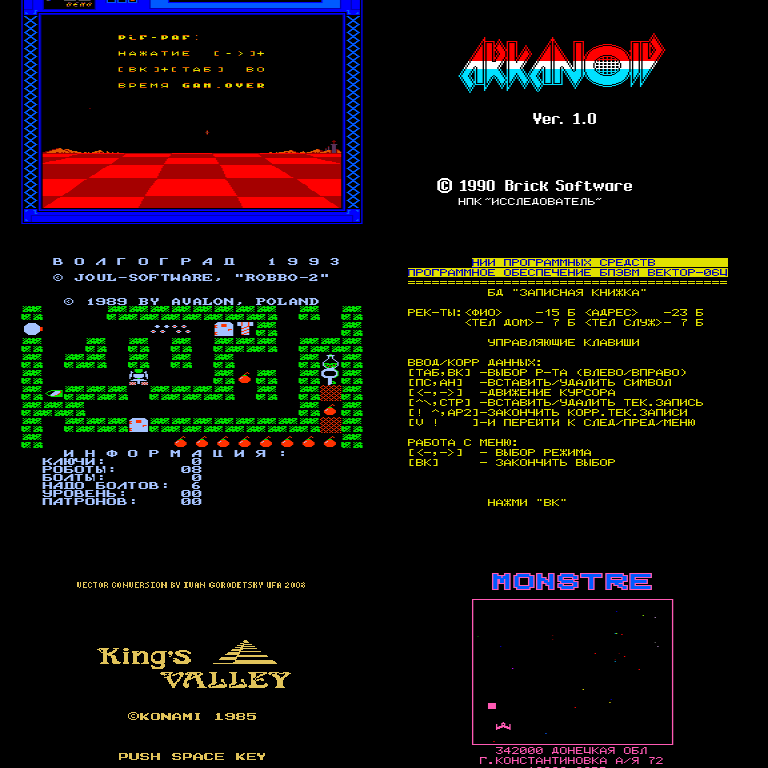 PIF-PAF:
НАЖАТИЕ [->]+
[ВК]+[ТАБ] ВО
ВРЕМЯ GAM.OVER
ARKANOID
Ver. 1.0
© 1990 Brick Software
НПК "ИССЛЕДОВАТЕЛЬ"
ВОЛГОГРАД 1993
© JOUL-SOFTWARE, "ROBBO-2"
© 1989 BY AVALON, POLAND
ИНФОРМАЦИЯ:
КЛЮЧИ: 0
РОБОТЫ: 08
БОЛТЫ: 0
НАДО БОЛТОВ: 6
УРОВЕНЬ: 00
ПАТРОНОВ: 00
НИИ ПРОГРАММНЫХ СРЕДСТВ
ПРОГРАММНОЕ ОБЕСПЕЧЕНИЕ БПЭВМ ВЕКТОР-06Ц
========================================
БД "ЗАПИСНАЯ КНИЖКА"
РЕК-ТЫ:<ФИО> -15 Б <АДРЕС> -23 Б
<ТЕЛ ДОМ>- 7 Б <ТЕЛ СЛУЖ>- 7 Б
УПРАВЛЯЮЩИЕ КЛАВИШИ
ВВОД/КОРР ДАННЫХ:
[ТАБ,ВК] -ВЫБОР Р-ТА (ВЛЕВО/ВПРАВО)
[ПС,АН] -ВСТАВИТЬ/УДАЛИТЬ СИМВОЛ
[<-,->] -ДВИЖЕНИЕ КУРСОРА
[^\,СТР] -ВСТАВИТЬ/УДАЛИТЬ ТЕК.ЗАПИСЬ
[! ^,АР2]-ЗАКОНЧИТЬ КОРР.ТЕК.ЗАПИСИ
[V ! ]-И ПЕРЕЙТИ К СЛЕД/ПРЕД/МЕНЮ
РАБОТА С МЕНЮ:
[<-,->] - ВЫБОР РЕЖИМА
[ВК] - ЗАКОНЧИТЬ ВЫБОР
НАЖМИ "ВК"
VECTOR CONVERSION BY IVAN GORODETSKY UFA 2008
King's
VALLEY
©KONAMI 1985
PUSH SPACE KEY
MONSTRE
342000 ДОНЕЦКАЯ ОБЛ
Г.КОНСТАНТИНОВКА А/Я 72